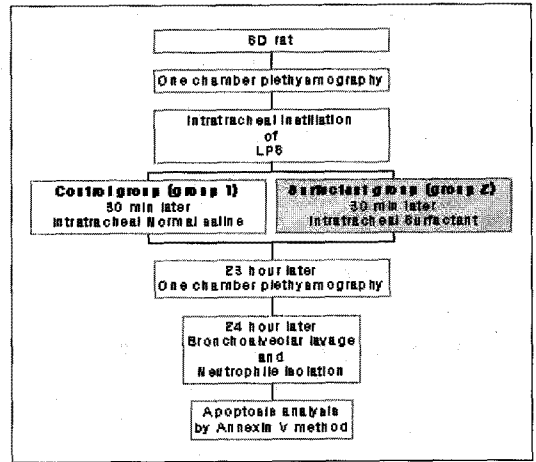 SD rat
One chamber plethyamography
Intratracheal Instillation
of
LPS
Control group (group 1)
30 min later
Intratracheal Normal saline
Surfactant group (group 2)
30 min later
Intratracheal Surfactant
23 hour later
One chamber plethyamography
24 hour later
Bronchoalveolar lavage
and
Neutrophile Isolation
Apoptosis analysis
by Annexin V method